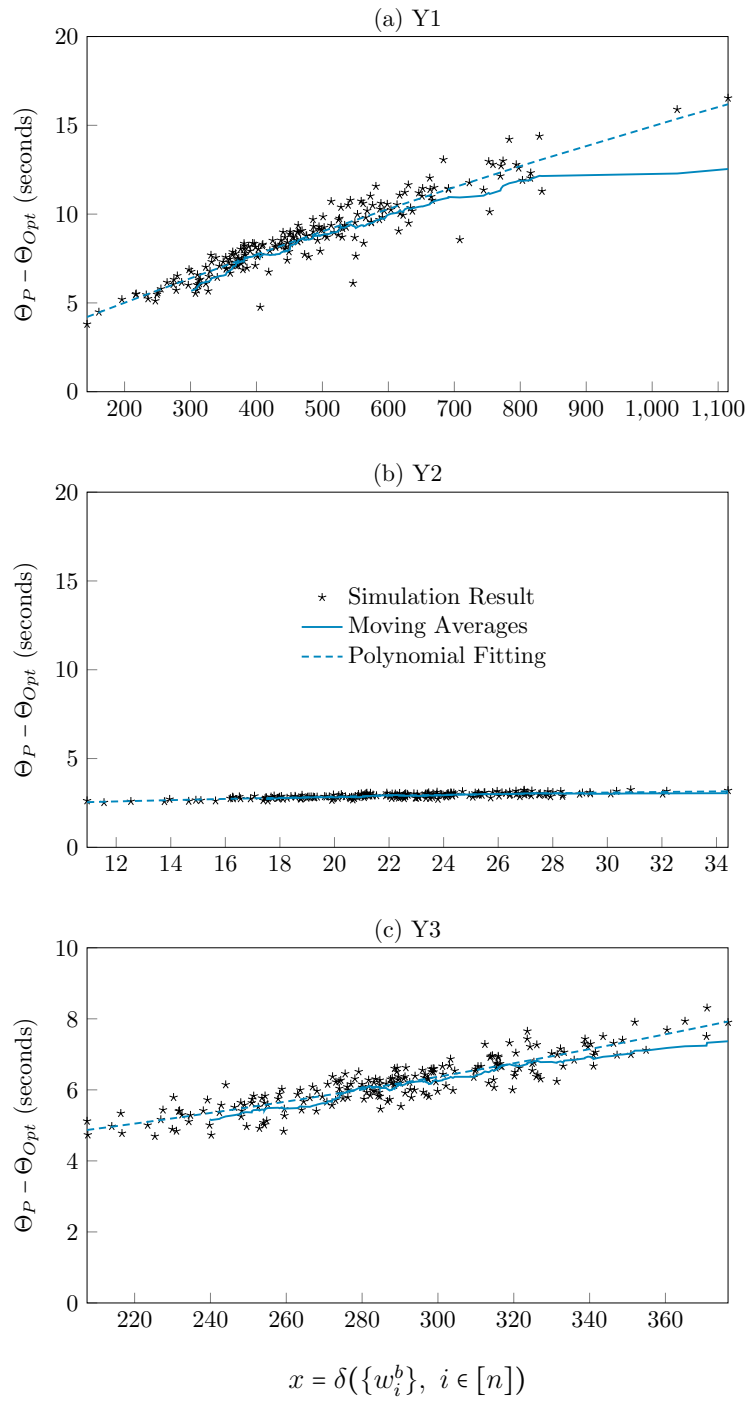 (a) Y1
20
15
10
5
0
Θ_P − Θ_Opt (seconds)
200 300 400 500 600 700 800 900 1,000 1,100
(b) Y2
20
15
10
5
0
Θ_P − Θ_Opt (seconds)
Simulation Result
Moving Averages
Polynomial Fitting
12 14 16 18 20 22 24 26 28 30 32 34
(c) Y3
10
8
6
4
2
0
Θ_P − Θ_Opt (seconds)
220 240 260 280 300 320 340 360
x = δ({w_i^b}, i ∈ [n])